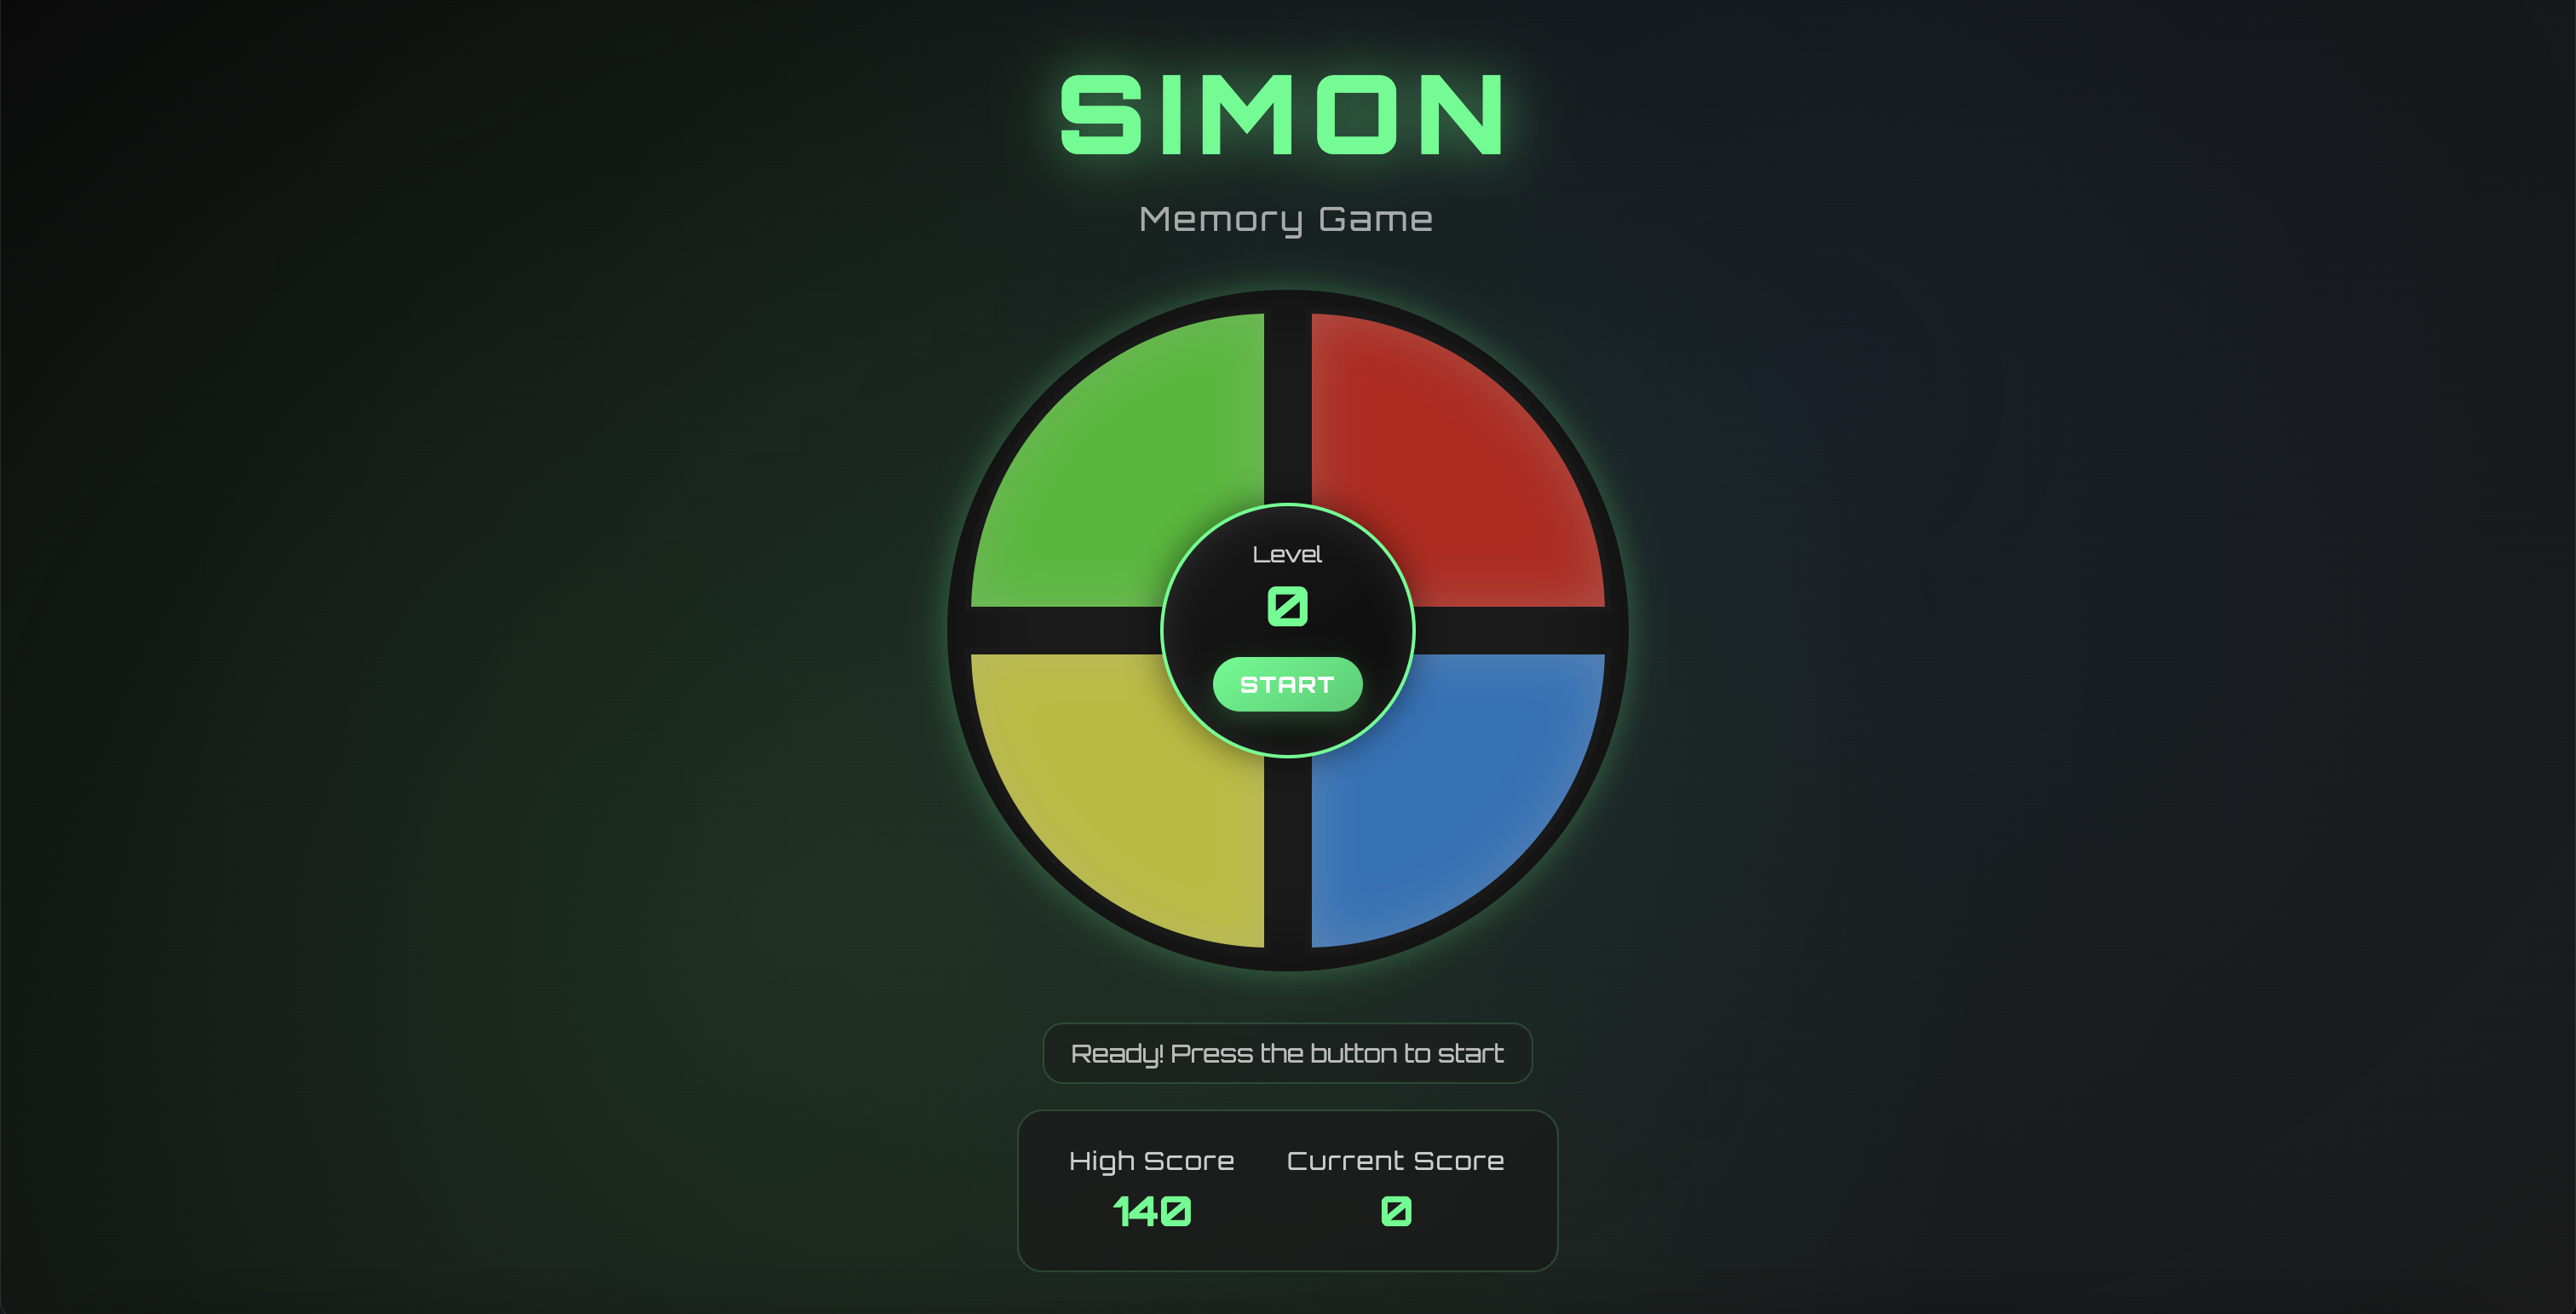 SIMON
Memory Game
Level
0
START
Ready! Press the button to start
High Score
140
Current Score
0